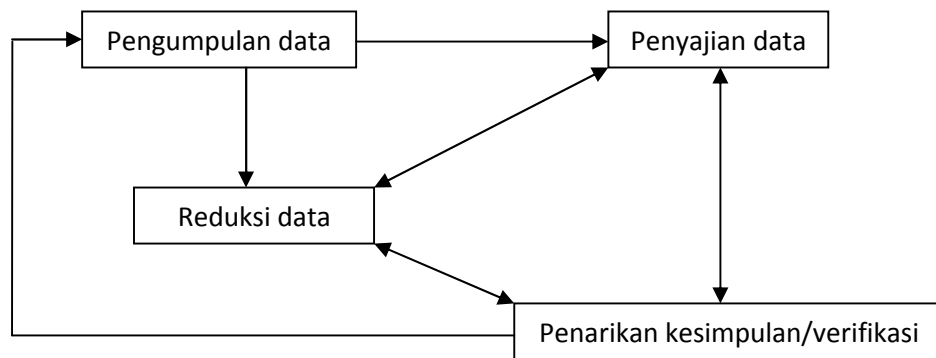 Pengumpulan data
Penyajian data
Reduksi data
Penarikan kesimpulan/verifikasi